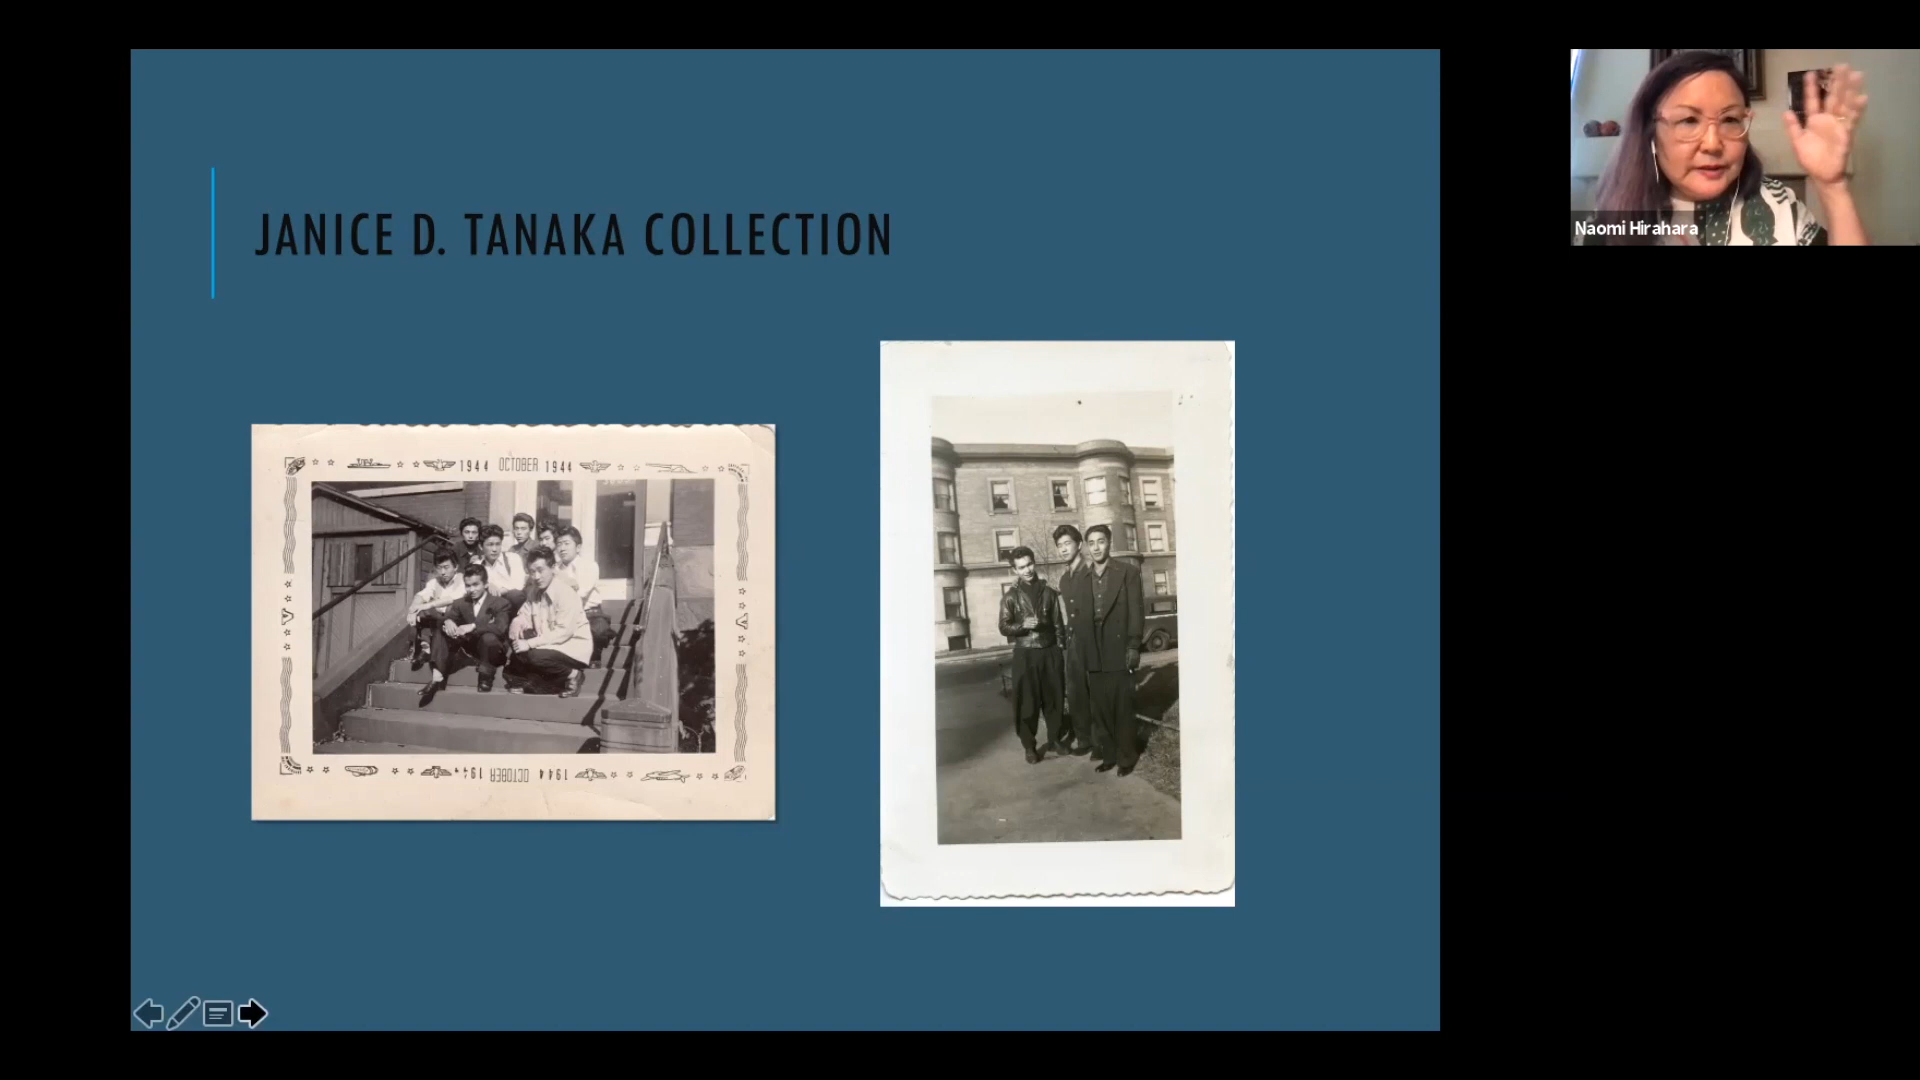 JANICE D. TANAKA COLLECTION
Naomi Hirahara
1944 OCTOBER 1944
1944 OCTOBER 1944